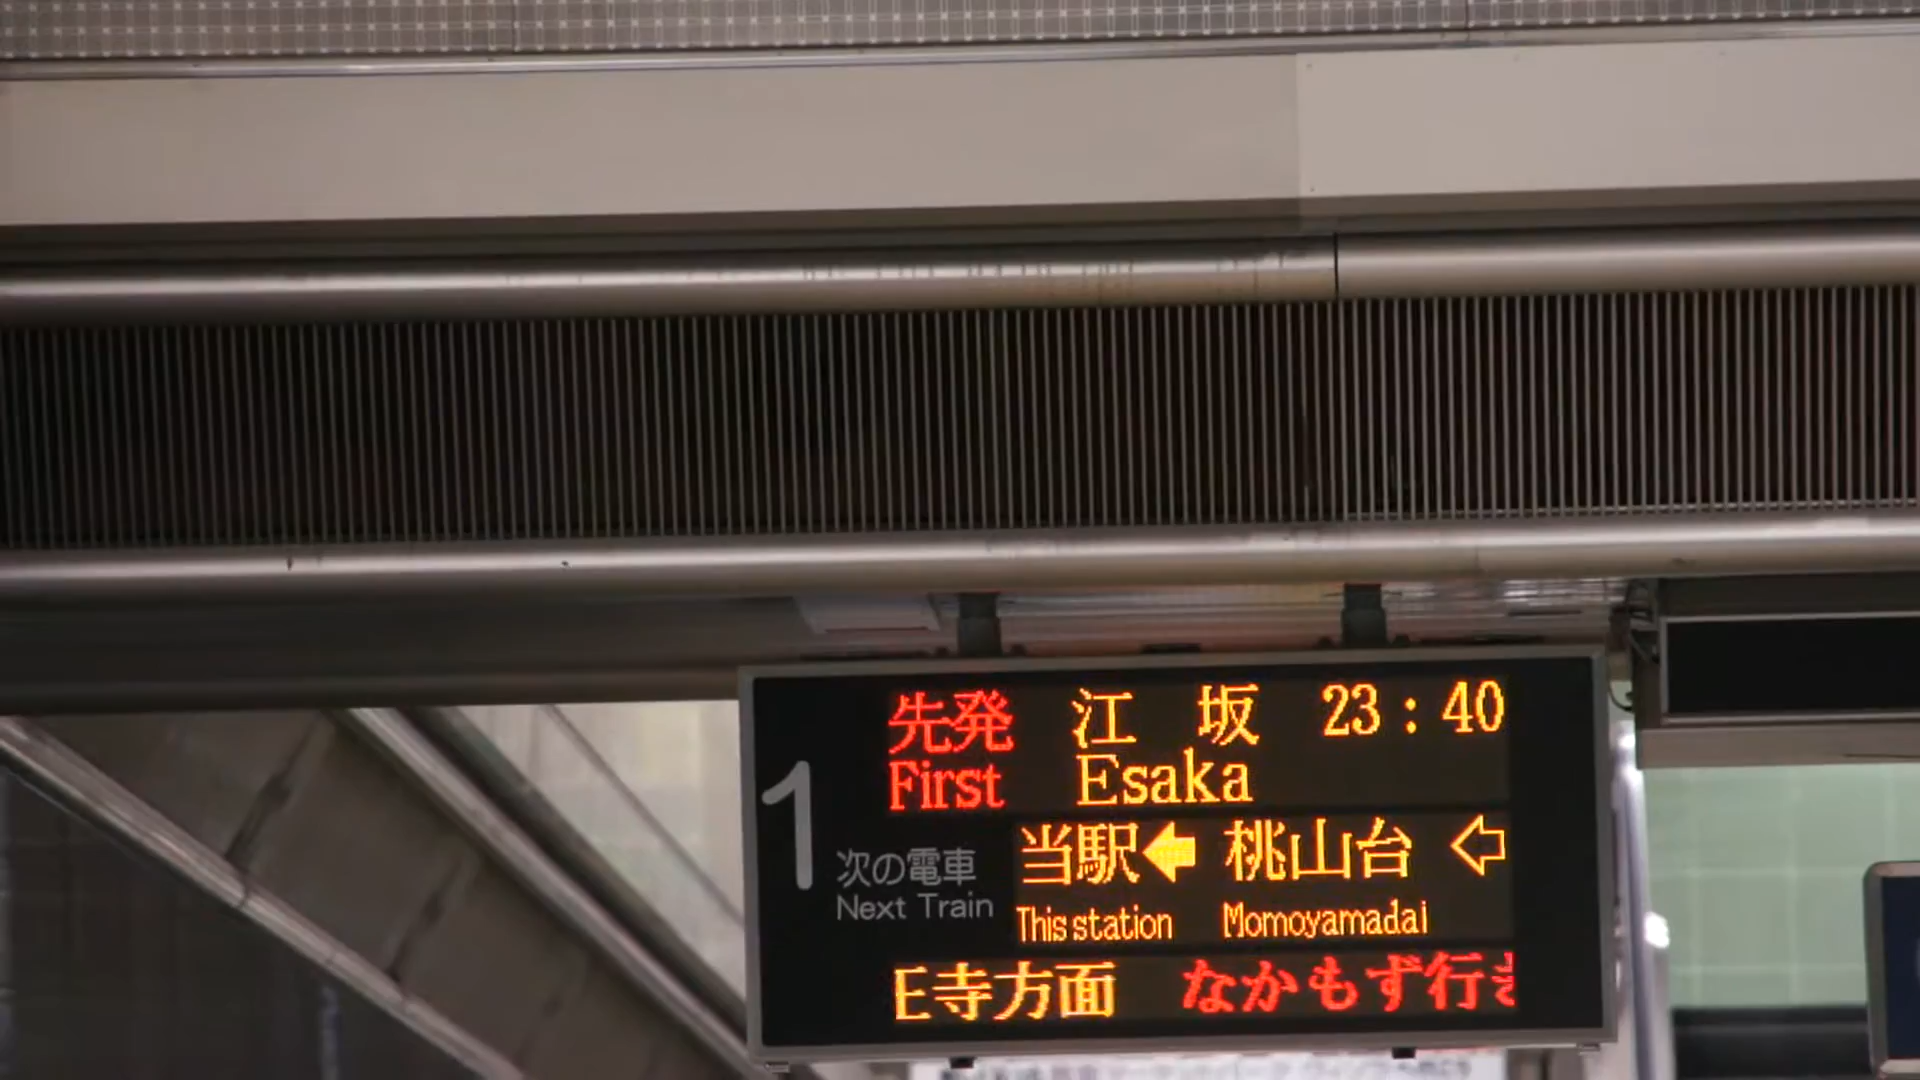 先発 江 坂 23:40
First Esaka
1
次の電車
Next Train
当駅⬅ 桃山台 ⇦
This station Momoyamadai
寺方面 なかもず行